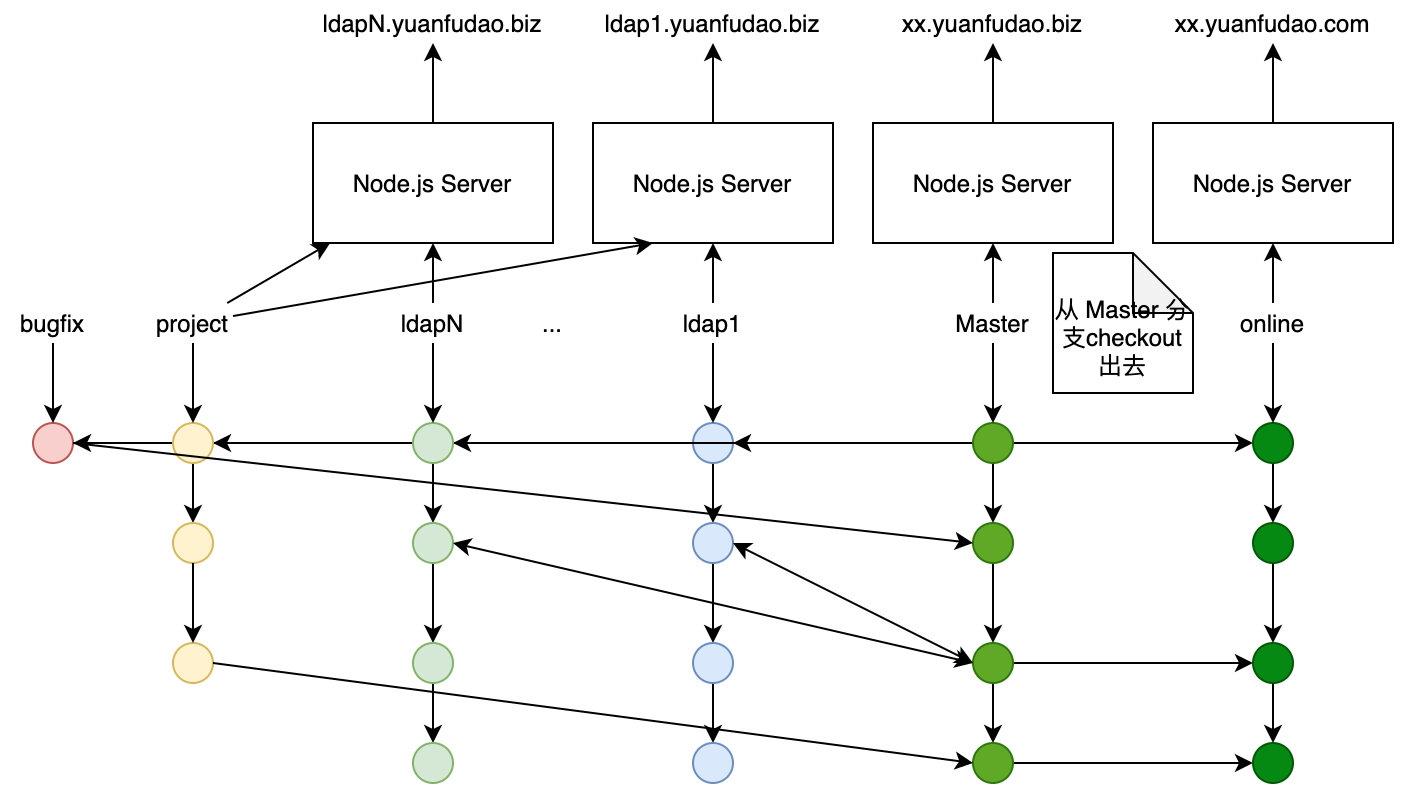 ldapN.yuanfudao.biz
ldap1.yuanfudao.biz
xx.yuanfudao.biz
xx.yuanfudao.com
Node.js Server
Node.js Server
Node.js Server
Node.js Server
bugfix
project
ldapN
...
ldap1
Master
从 Master 分
支checkout
出去
online